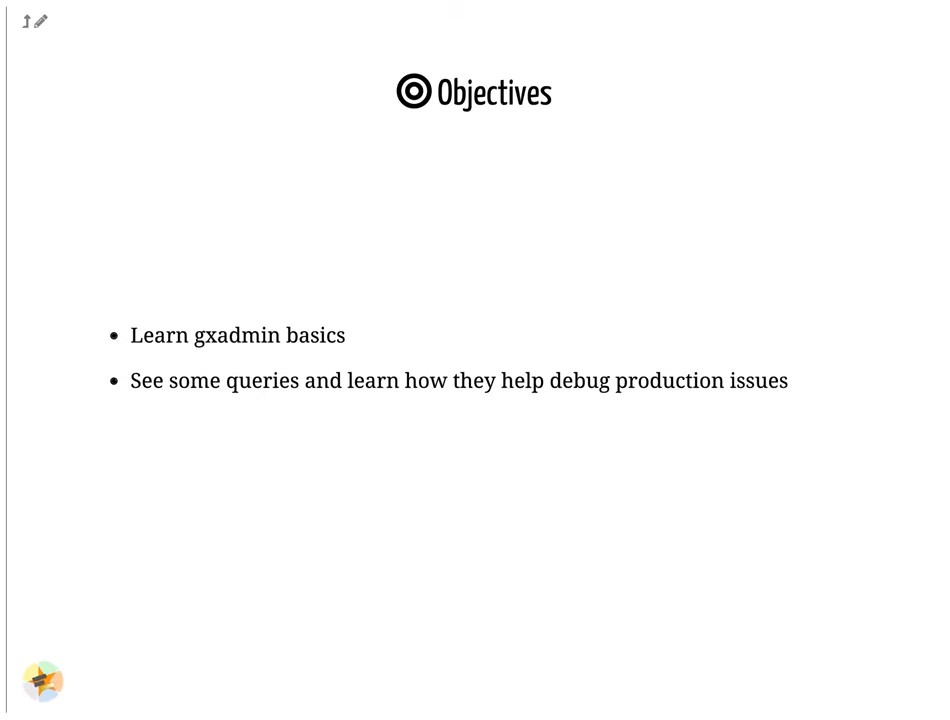 Objectives
Learn gxadmin basics
See some queries and learn how they help debug production issues